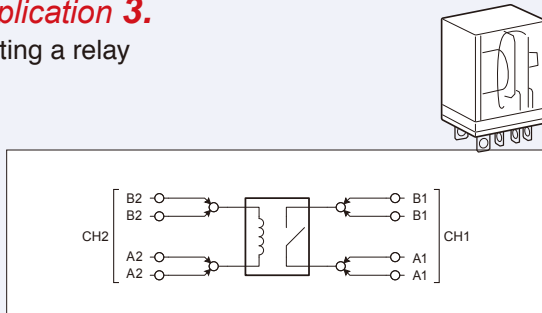 plication 3.
ting a relay
B2
B2
CH2
A2
A2
B1
B1
CH1
A1
A1